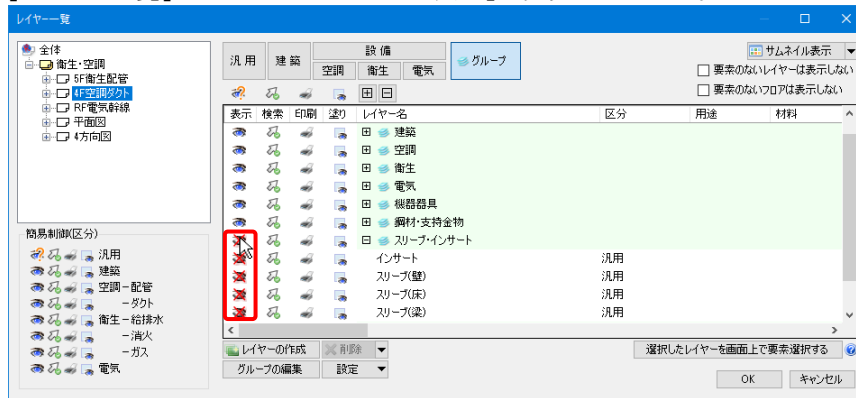 レイヤー一覧
全体
衛生・空調
5F衛生配管
4F空調ダクト
RF電気幹線
平面図
4方向図
汎用
建築
設備
空調
衛生
電気
グループ
サムネイル表示
要素のないレイヤーは表示しない
要素のないフロアは表示しない
表示 検索 印刷 塗り レイヤー名 区分 用途 材料
建築
空調
衛生
電気
機器器具
鋼材・支持金物
スリーブ・インサート
インサート 汎用
スリーブ(壁) 汎用
スリーブ(床) 汎用
スリーブ(梁) 汎用
簡易制御(区分)
汎用
建築
空調－配管
－ダクト
衛生－給排水
－消火
－ガス
電気
レイヤーの作成
削除
選択したレイヤーを画面上で要素選択する
グループの編集
設定
OK
キャンセル